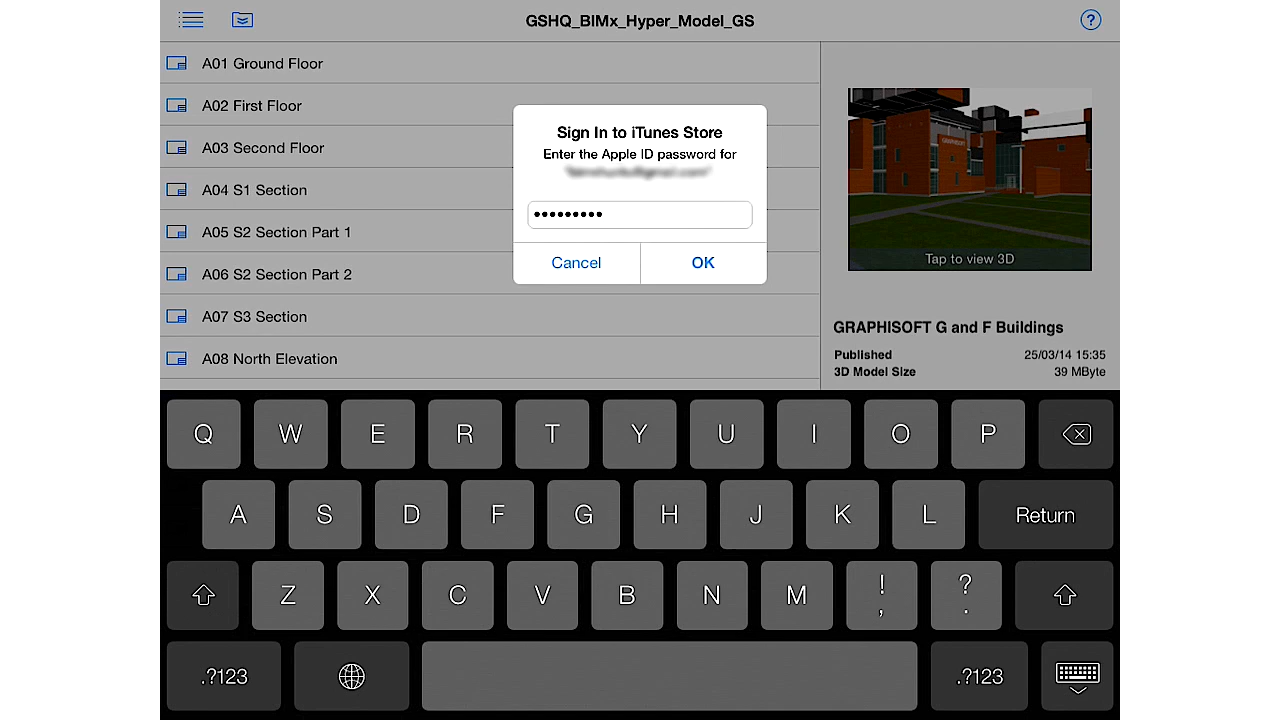 GSHQ_BIMx_Hyper_Model_GS
?
A01 Ground Floor
A02 First Floor
A03 Second Floor
A04 S1 Section
A05 S2 Section Part 1
A06 S2 Section Part 2
A07 S3 Section
A08 North Elevation
Sign In to iTunes Store
Enter the Apple ID password for
•••••••••
Cancel OK
GRAPHISOFT
Tap to view 3D
GRAPHISOFT G and F Buildings
Published 25/03/14 15:35
3D Model Size 39 MByte
Q W E R T Y U I O P
A S D F G H J K L Return
Z X C V B N M ! , ? .
.?123 .?123